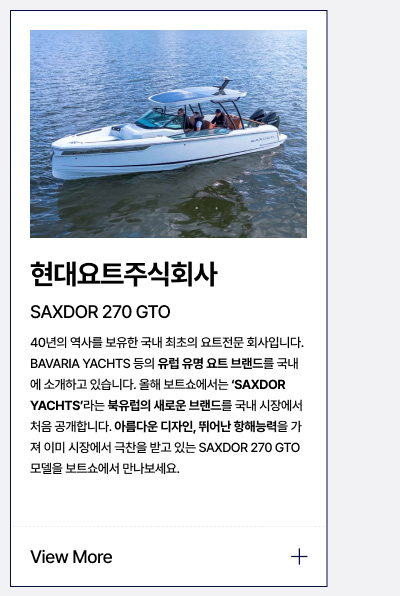 현대요트주식회사
SAXDOR 270 GTO
40년의 역사를 보유한 국내 최초의 요트전문 회사입니다.
BAVARIA YACHTS 등의 유럽 유명 요트 브랜드를 국내
에 소개하고 있습니다. 올해 보트쇼에서는 ‘SAXDOR
YACHTS’라는 북유럽의 새로운 브랜드를 국내 시장에서
처음 공개합니다. 아름다운 디자인, 뛰어난 항해능력을 가
져 이미 시장에서 극찬을 받고 있는 SAXDOR 270 GTO
모델을 보트쇼에서 만나보세요.
View More